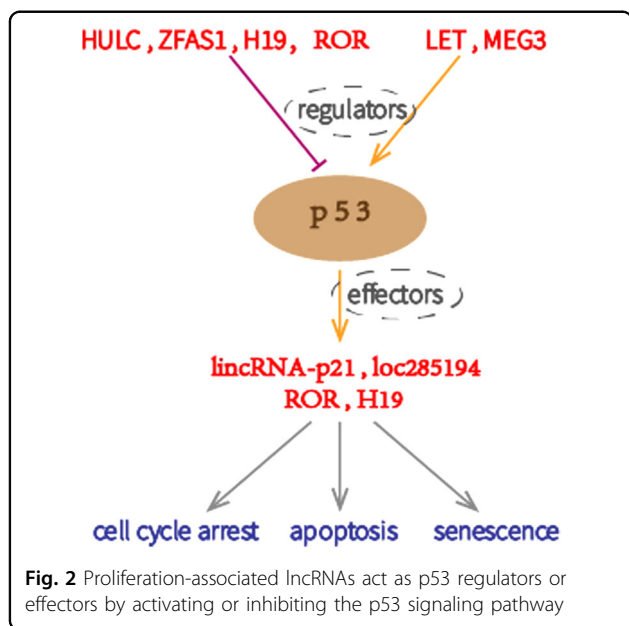 HULC, ZFAS1, H19, ROR LET, MEG3
regulators
p53
effectors
lincRNA-p21, loc285194
ROR, H19
cell cycle arrest apoptosis senescence
Fig. 2 Proliferation-associated lncRNAs act as p53 regulators or
effectors by activating or inhibiting the p53 signaling pathway